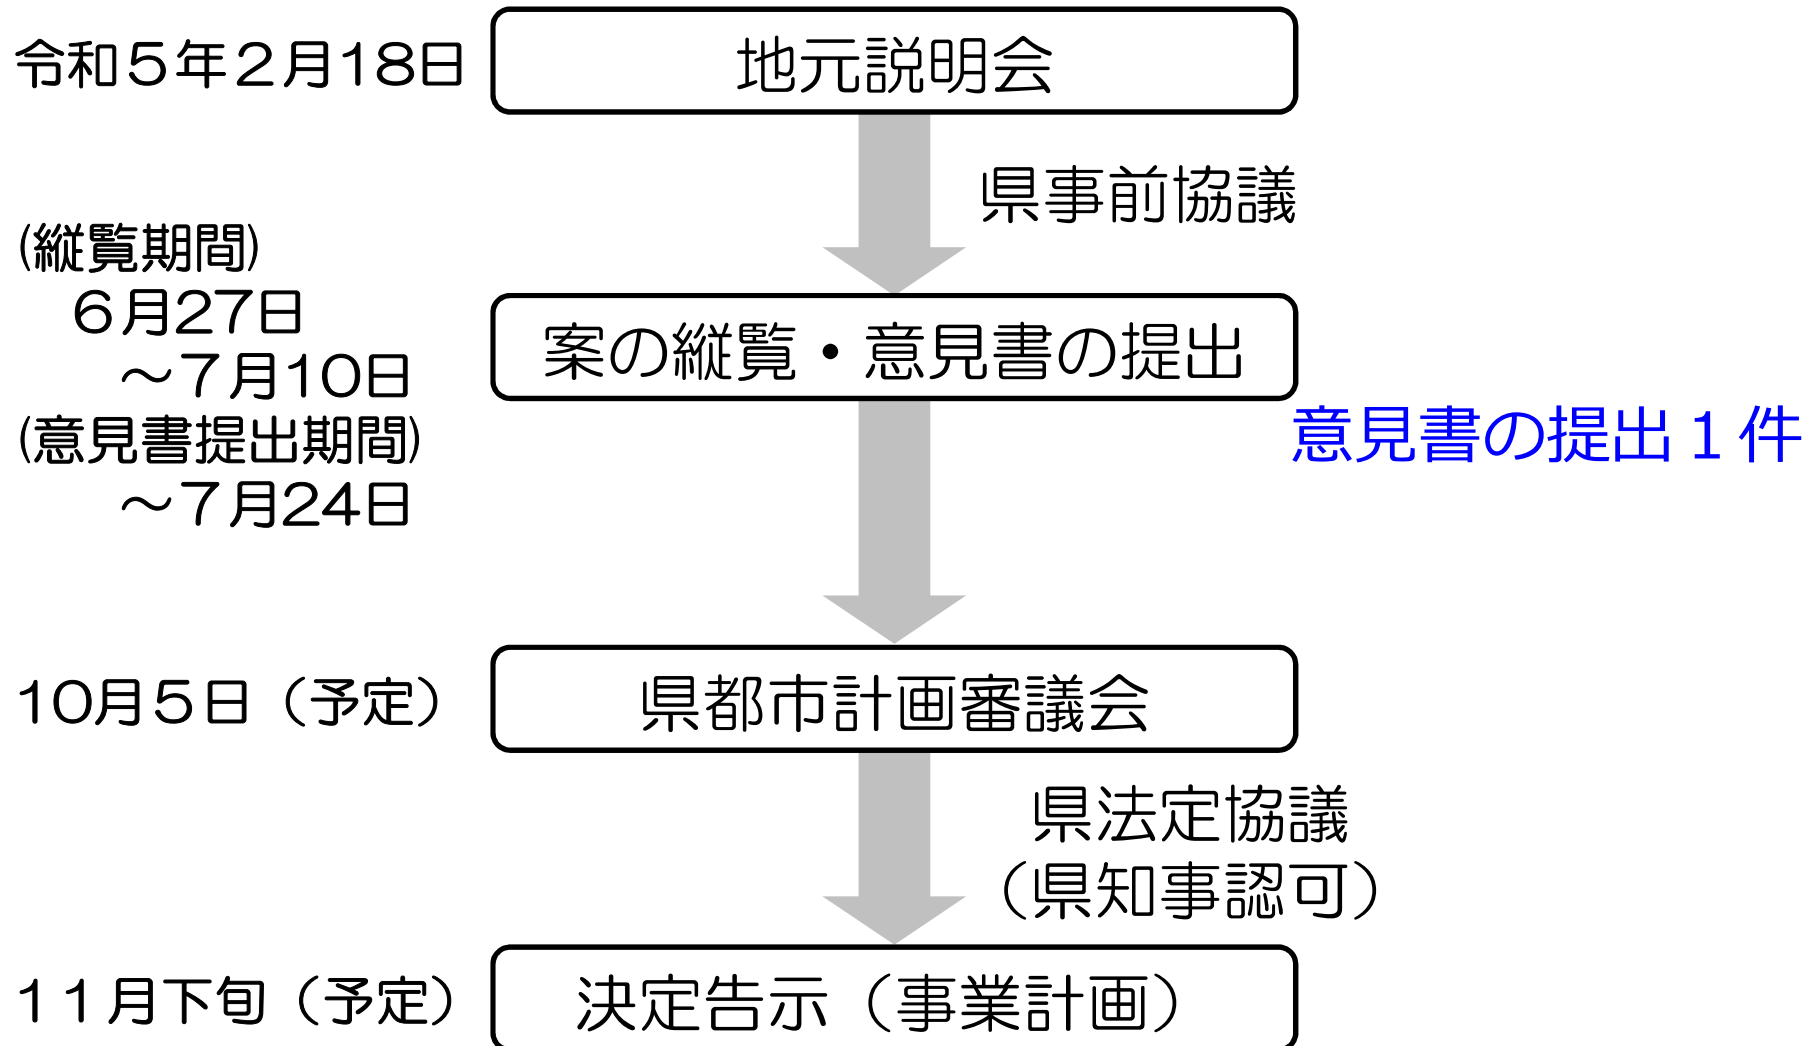 令和５年２月18日
地元説明会
県事前協議
(縦覧期間)
６月27日
～７月10日
(意見書提出期間)
～７月24日
案の縦覧・意見書の提出
意見書の提出１件
10月５日（予定）
県都市計画審議会
県法定協議
（県知事認可）
１１月下旬（予定）
決定告示（事業計画）